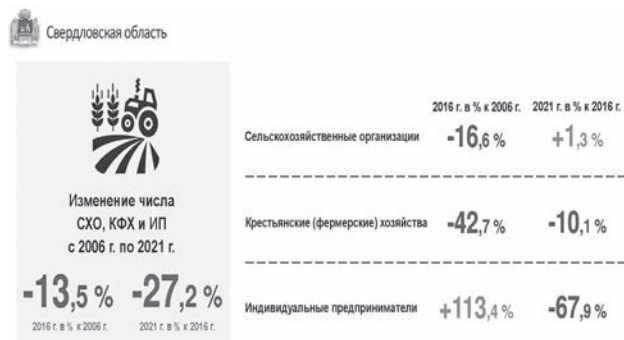 Свердловская область
2016 г. в % к 2006 г. 2021 г. в % к 2016 г.
Сельскохозяйственные организации -16,6 % +1,3 %
Крестьянские (фермерские) хозяйства -42,7 % -10,1 %
Индивидуальные предприниматели +113,4 % -67,9 %
Изменение числа
СХО, КФХ и ИП
с 2006 г. по 2021 г.
-13,5 % -27,2 %
2016 г. в % к 2006 г. 2021 г. в % к 2016 г.